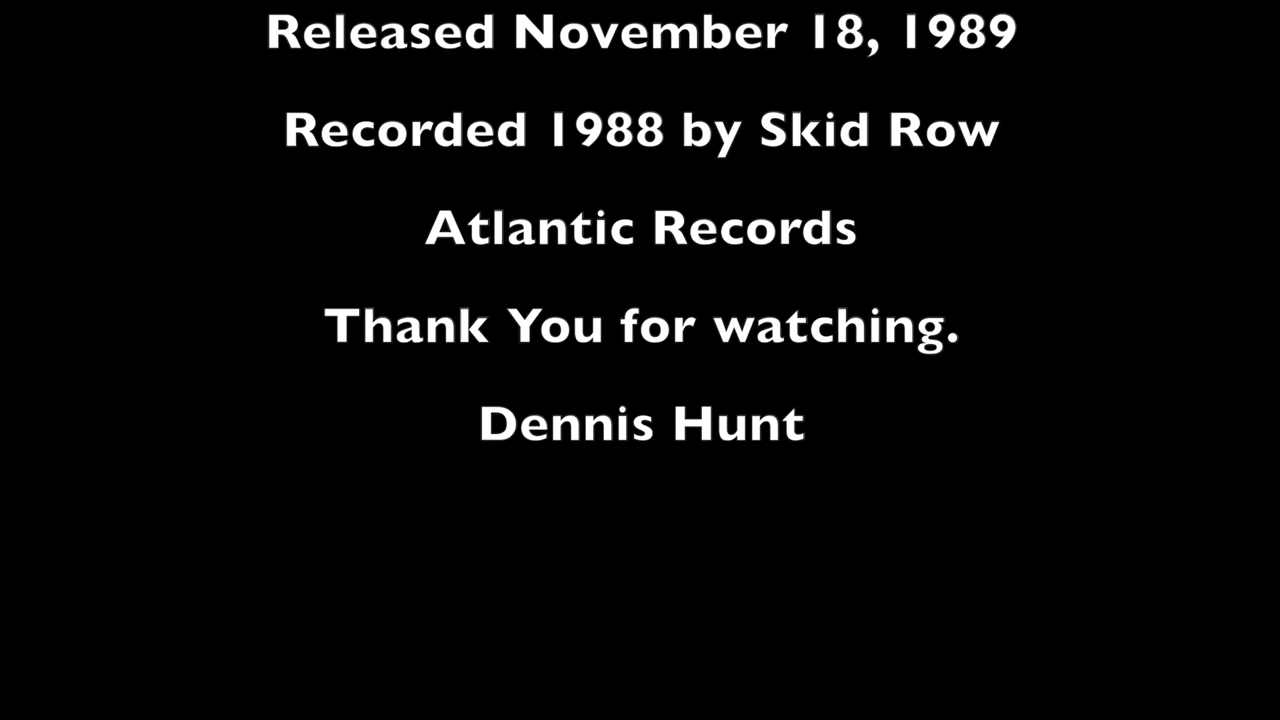 Released November 18, 1989
Recorded 1988 by Skid Row
Atlantic Records
Thank You for watching.
Dennis Hunt